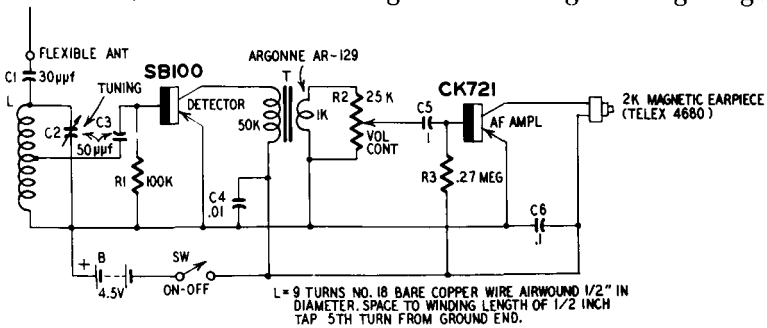 FLEXIBLE ANT
C1 30µµf
TUNING
L
C2
C3
50µµf
SB100
DETECTOR
R1 100K
ARGONNE AR-129
T
50K
1K
R2 25K
VOL
CONT
C4
.01
C5
.1
CK721
AF AMPL
R3 .27 MEG
2K MAGNETIC EARPIECE
(TELEX 4680)
C6
.1
+ B
4.5V
SW
ON-OFF
L=9 TURNS NO. 18 BARE COPPER WIRE AIRWOUND 1/2" IN
DIAMETER. SPACE TO WINDING LENGTH OF 1/2 INCH
TAP 5TH TURN FROM GROUND END.